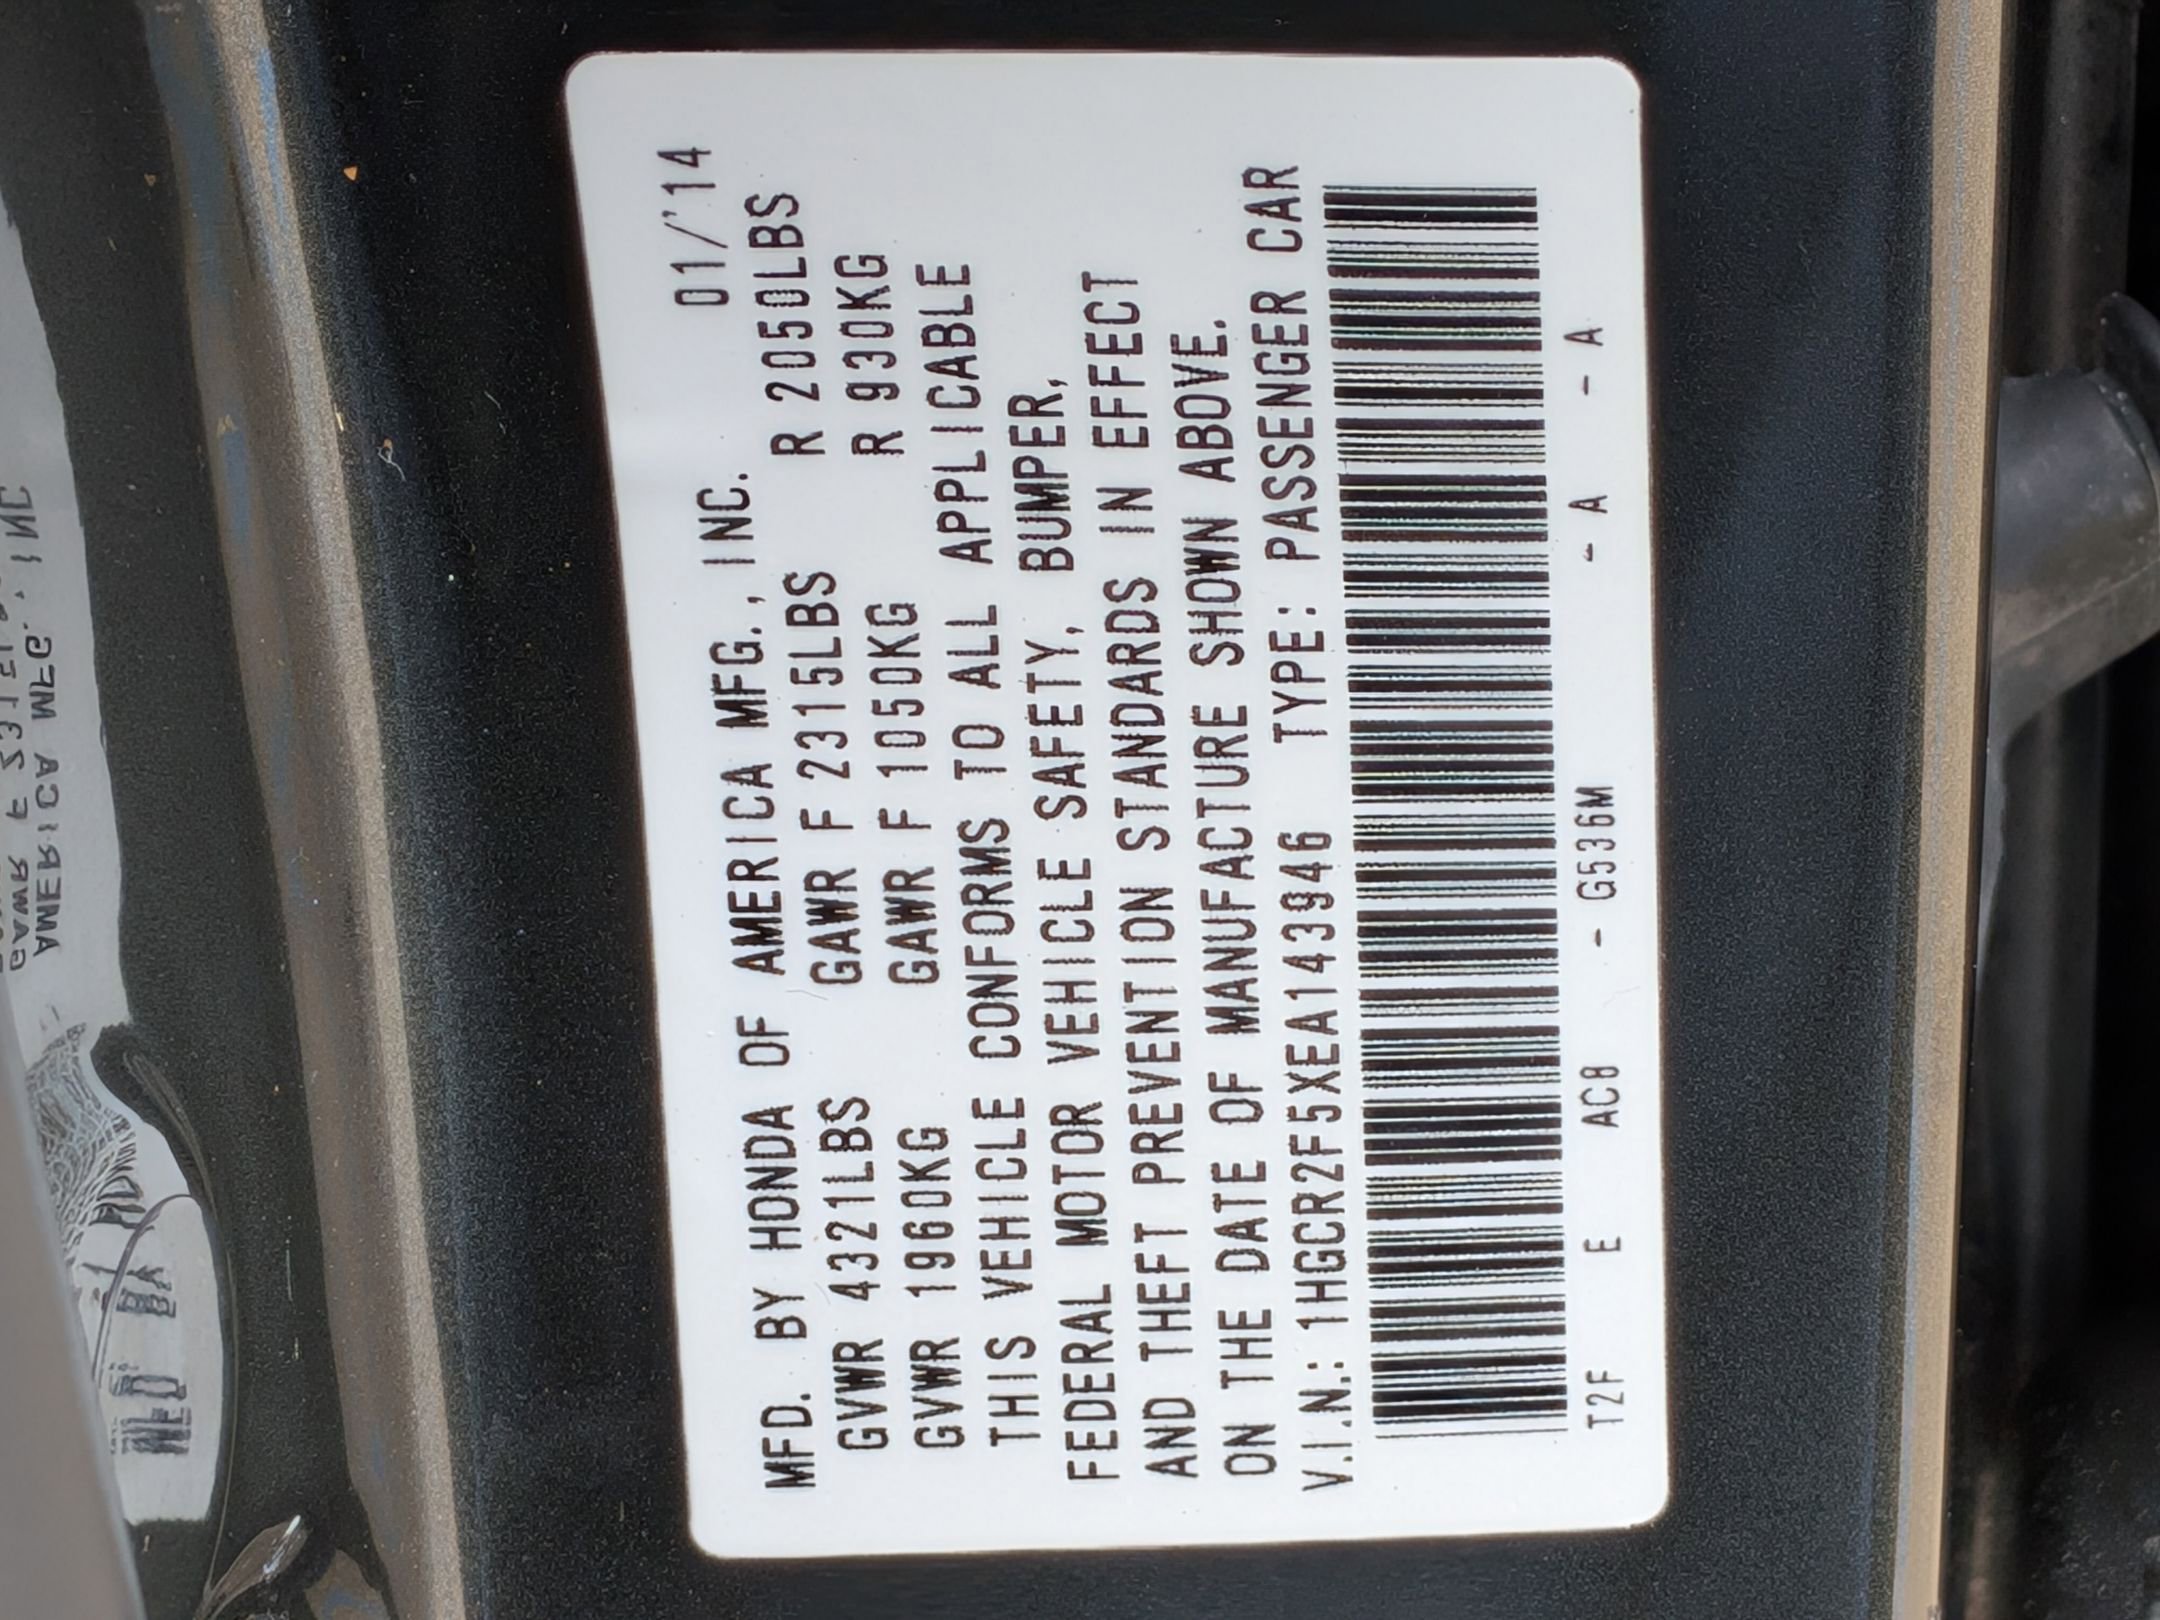 MFD. BY HONDA OF AMERICA MFG., INC. 01/'14
GVWR 4321LBS GAWR F 2315LBS R 2050LBS
GVWR 1960KG GAWR F 1050KG R 930KG
THIS VEHICLE CONFORMS TO ALL APPLICABLE
FEDERAL MOTOR VEHICLE SAFETY, BUMPER,
AND THEFT PREVENTION STANDARDS IN EFFECT
ON THE DATE OF MANUFACTURE SHOWN ABOVE.
V.I.N.: 1HGCR2F5XEA143946 TYPE: PASSENGER CAR
T2F E AC8 - G536M - A - A